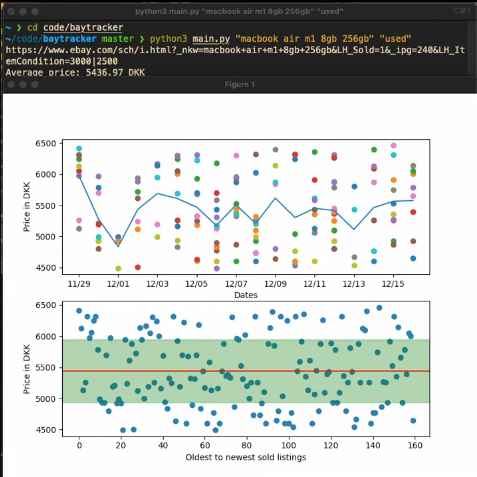 python3 main.py "macbook air m1 8gb 256gb" "used"
~ ❯ cd code/baytracker
~/code/baytracker master ❯ python3 main.py "macbook air m1 8gb 256gb" "used"
https://www.ebay.com/sch/i.html?_nkw=macbook+air+m1+8gb+256gb&LH_Sold=1&_ipg=240&LH_It
emCondition=3000|2500
Average price: 5436.97 DKK
Figure 1
6500
6000
5500
5000
4500
Price in DKK
11/29 12/01 12/03 12/05 12/07 12/09 12/11 12/13 12/15
Dates
6500
6000
5500
5000
4500
Price in DKK
0 20 40 60 80 100 120 140 160
Oldest to newest sold listings